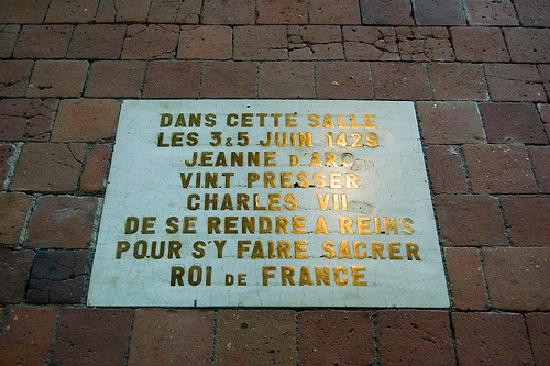 DANS CETTE SALLE
LES 3 & 5 JUIN 1429
JEANNE D'ARC
VINT PRESSER
CHARLES VII
DE SE RENDRE A REIMS
POUR S'Y FAIRE SACRER
ROI DE FRANCE